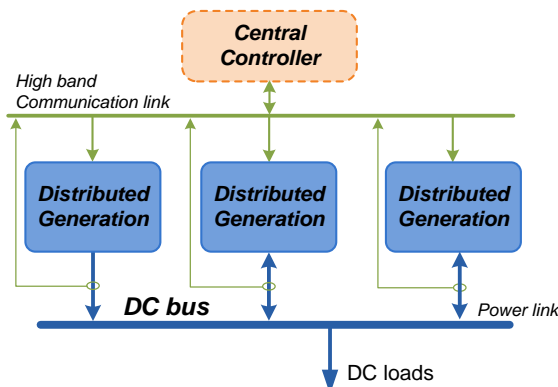 Central
Controller
High band
Communication link
Distributed
Generation
Distributed
Generation
Distributed
Generation
DC bus
Power link
DC loads